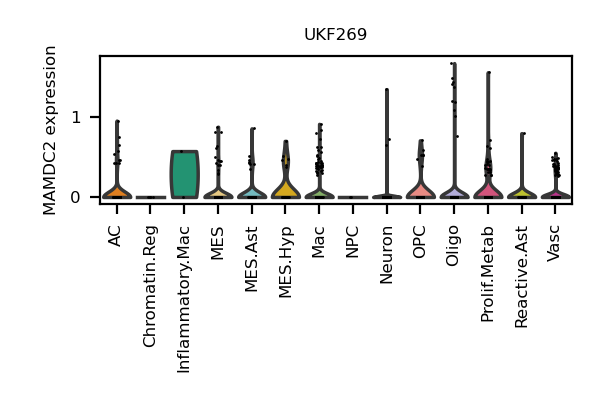 UKF269
MAMDC2 expression
1
0
AC
Chromatin.Reg
Inflammatory.Mac
MES
MES.Ast
MES.Hyp
Mac
NPC
Neuron
OPC
Oligo
Prolif.Metab
Reactive.Ast
Vasc